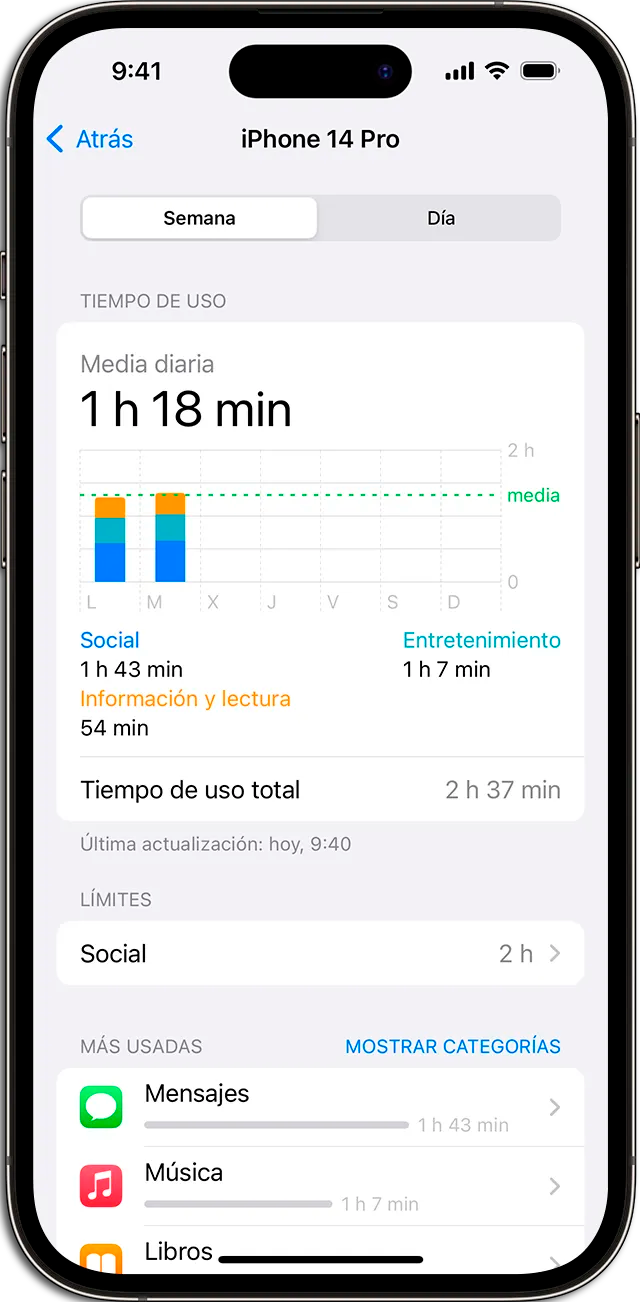 9:41
Atrás
iPhone 14 Pro
Semana Día
TIEMPO DE USO
Media diaria
1 h 18 min
2 h
media
0
L M X J V S D
Social Entretenimiento
1 h 43 min 1 h 7 min
Información y lectura
54 min
Tiempo de uso total 2 h 37 min
Última actualización: hoy, 9:40
LÍMITES
Social 2 h
MÁS USADAS MOSTRAR CATEGORÍAS
Mensajes
1 h 43 min
Música
1 h 7 min
Libros